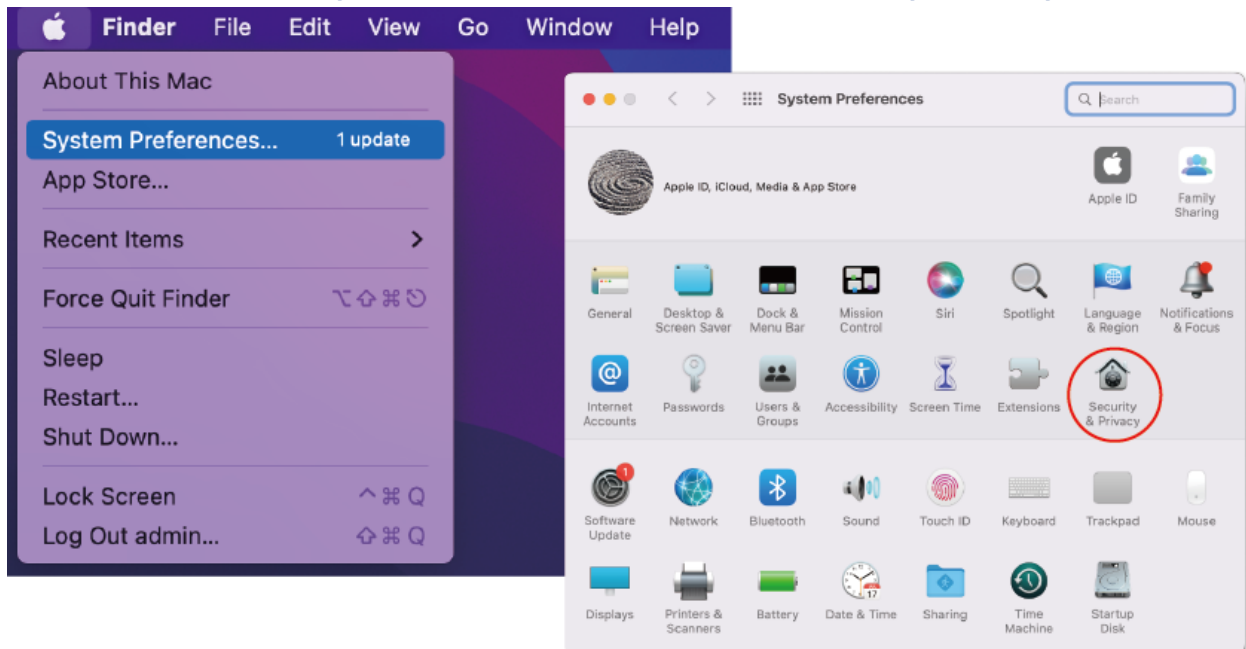 Finder File Edit View Go Window Help
About This Mac
System Preferences... 1 update
App Store...
Recent Items
Force Quit Finder ⌥⇧⌘⎋
Sleep
Restart...
Shut Down...
Lock Screen ^⌘Q
Log Out admin... ⇧⌘Q
System Preferences
Search
Apple ID, iCloud, Media & App Store
Apple ID
Family
Sharing
General
Desktop &
Screen Saver
Dock &
Menu Bar
Mission
Control
Siri
Spotlight
Language
& Region
Notifications
& Focus
Internet
Accounts
Passwords
Users &
Groups
Accessibility
Screen Time
Extensions
Security
& Privacy
1
Software
Update
Network
Bluetooth
Sound
Touch ID
Keyboard
Trackpad
Mouse
Displays
Printers &
Scanners
Battery
17
Date & Time
Sharing
Time
Machine
Startup
Disk